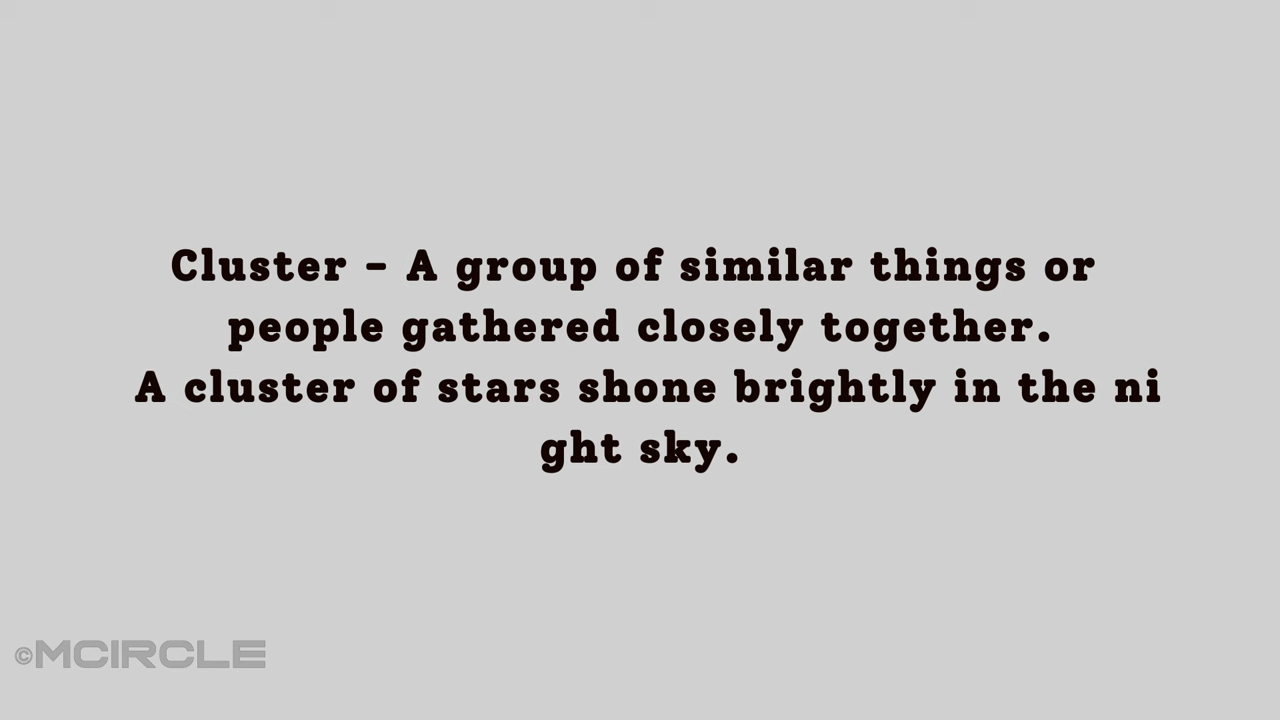 Cluster - A group of similar things or
people gathered closely together.
A cluster of stars shone brightly in the ni
ght sky.
©MCIRCLE